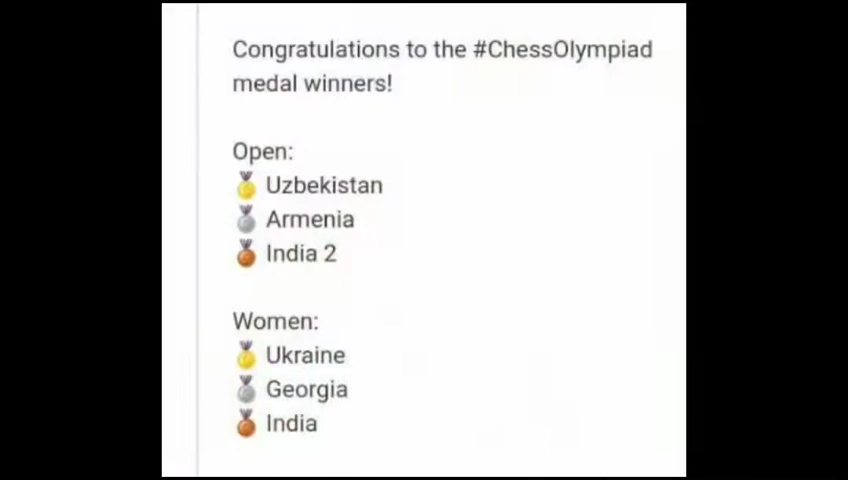 Congratulations to the #ChessOlympiad
medal winners!
Open:
🥇 Uzbekistan
🥈 Armenia
🥉 India 2
Women:
🥇 Ukraine
🥈 Georgia
🥉 India